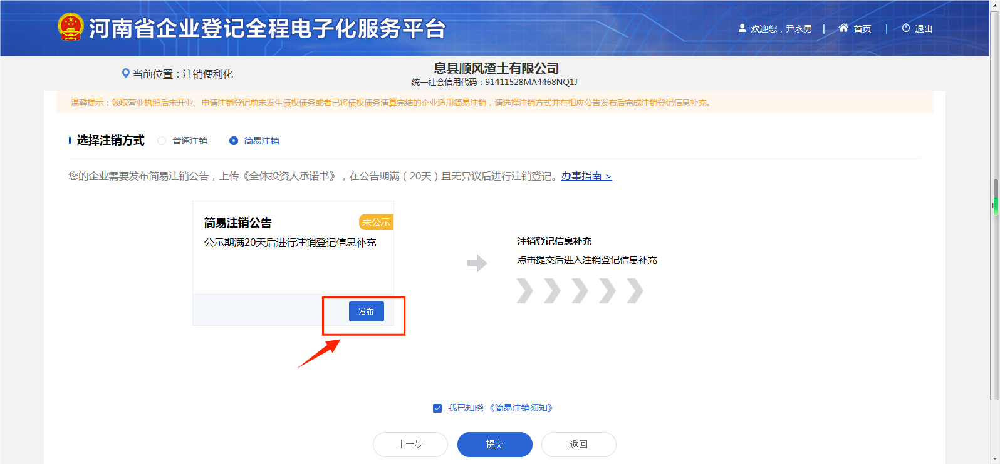 河南省企业登记全程电子化服务平台
欢迎您，尹永勇 | 首页 | 退出
当前位置：注销便利化
息县顺风渣土有限公司
统一社会信用代码：91411528MA4468NQ1J
温馨提示：领取营业执照后未开业、申请注销登记前未发生债权债务或者已将债权债务清算完结的企业适用简易注销，请选择注销方式并在相应公告发布后完成注销登记信息补充。
选择注销方式 普通注销 简易注销
您的企业需要发布简易注销公告，上传《全体投资人承诺书》，在公告期满（20天）且无异议后进行注销登记。办事指南 >
简易注销公告 未公示
公示期满20天后进行注销登记信息补充
发布
注销登记信息补充
点击提交后进入注销登记信息补充
我已知晓《简易注销须知》
上一步 提交 返回